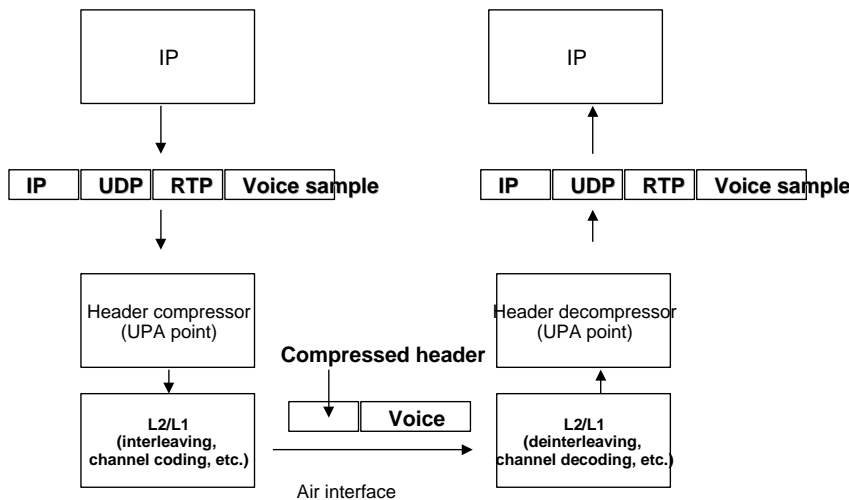 IP
IP
IP UDP RTP Voice sample
IP UDP RTP Voice sample
Header compressor
(UPA point)
Header decompressor
(UPA point)
Compressed header
Voice
L2/L1
(interleaving,
channel coding, etc.)
L2/L1
(deinterleaving,
channel decoding, etc.)
Air interface